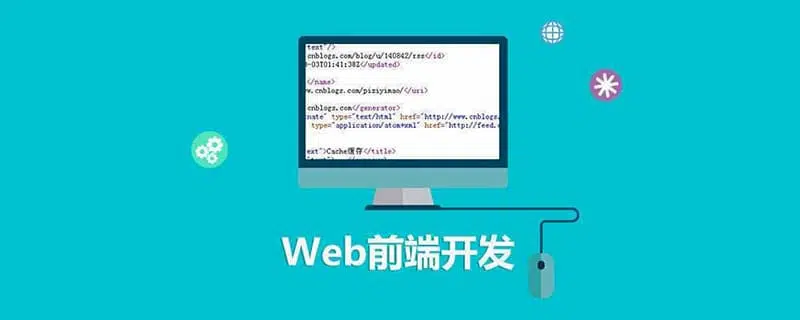 text"/>
cnblogs.com/blog/u/140842/rss</id>
-03T01:41:38Z</updated>
</name>
w.cnblogs.com/piziyimao/</uri>
cnblogs.com</generator>
nate" type="text/html" href="http://www.cnblogs.
type="application/atom+xml" href="http://feed.c
ext">Cache缓存</title>
Web前端开发